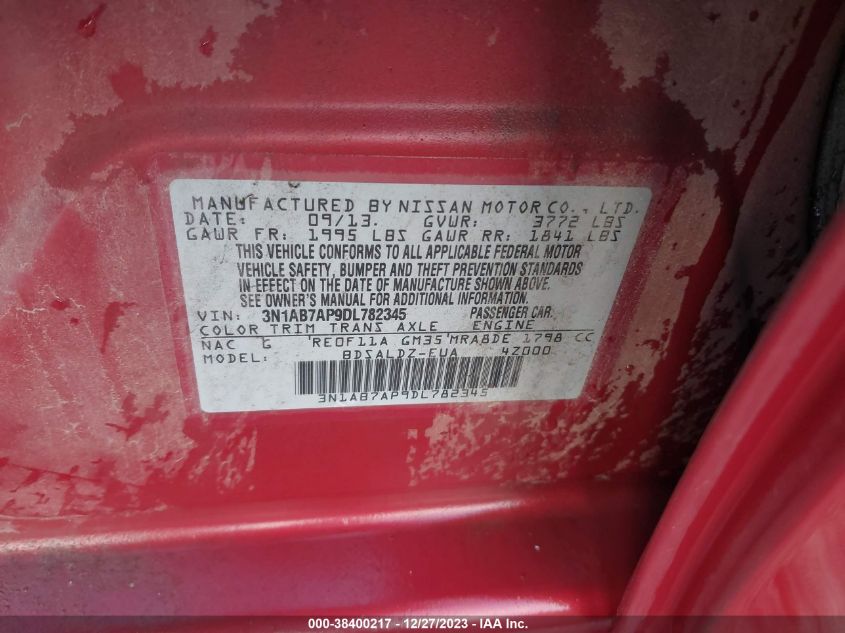 MANUFACTURED BY NISSAN MOTOR CO., LTD.
DATE: 09/13. GVWR: 3772 LBS
GAWR FR: 1995 LBS GAWR RR: 1841 LBS
THIS VEHICLE CONFORMS TO ALL APPLICABLE FEDERAL MOTOR
VEHICLE SAFETY, BUMPER AND THEFT PREVENTION STANDARDS
IN EFFECT ON THE DATE OF MANUFACTURE SHOWN ABOVE.
SEE OWNER'S MANUAL FOR ADDITIONAL INFORMATION.
VIN: 3N1AB7AP9DL782345 PASSENGER CAR
COLOR TRIM TRANS AXLE ENGINE
NAC G RE0F11A GM35 MRA8DE 1798 CC
MODEL: BDSALDZ-EUA 4Z000
3N1AB7AP9DL782345
000-38400217 - 12/27/2023 - IAA Inc.